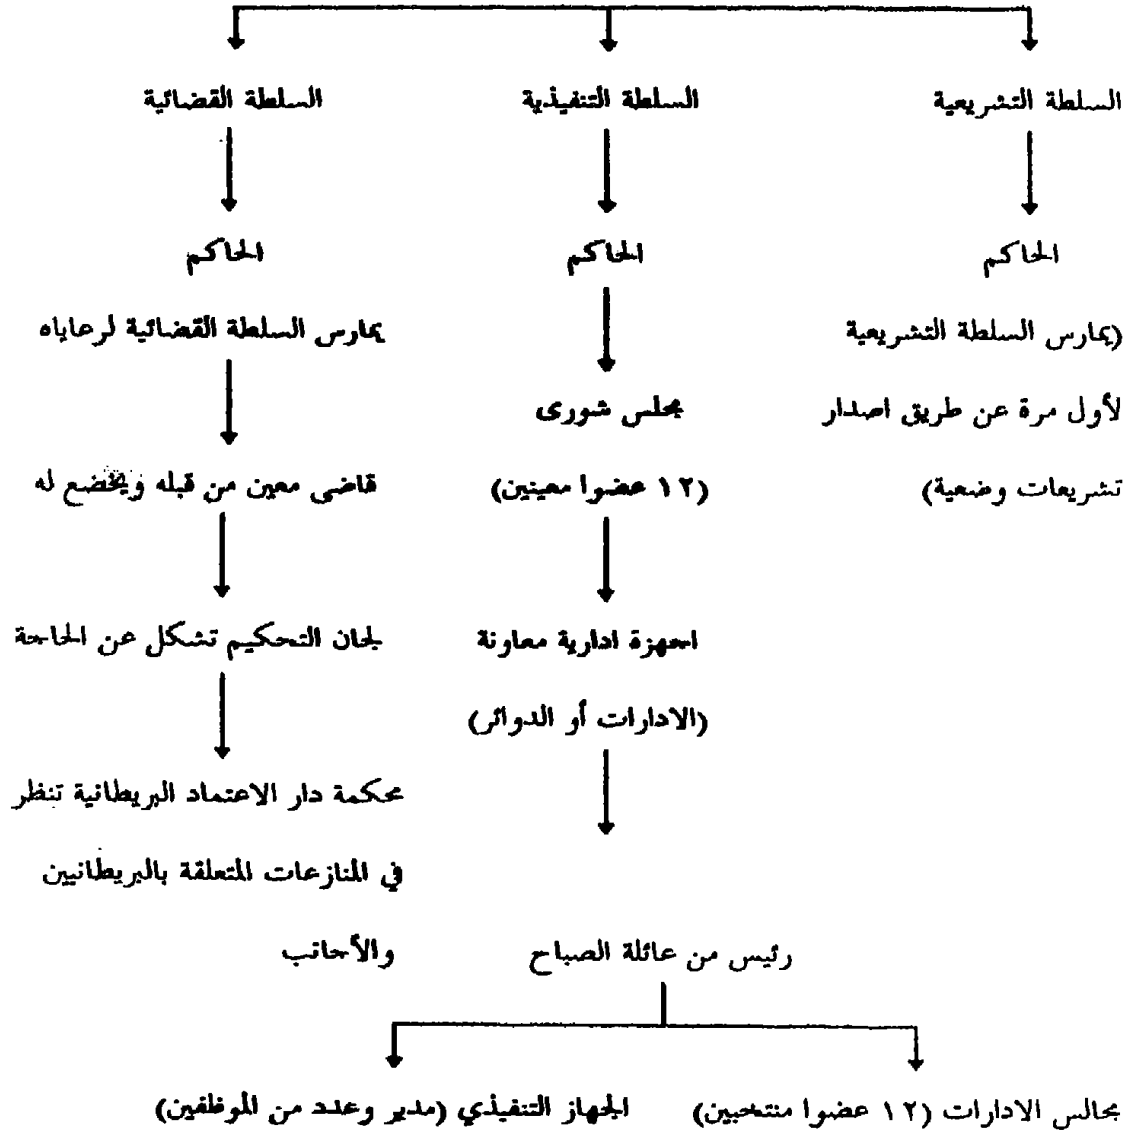 السلطة التشريعية
السلطة التنفيذية
السلطة القضائية
الحاكم
الحاكم
الحاكم
(يمارس السلطة التشريعية
يمارس السلطة القضائية لرعاياه
لأول مرة عن طريق اصدار
مجلس شورى
تشريعات وضعية)
(١٢ عضوا معينين)
قاضى معين من قبله ويخضع له
اجهزة ادارية معاونة
لجان التحكيم تشكل عن الحاجة
(الادارات أو الدوائر)
محكمة دار الاعتماد البريطانية تنظر
في المنازعات المتعلقة بالبريطانيين
رئيس من عائلة الصباح
والأجانب
مجالس الادارات (١٢ عضوا منتخبين)
الجهاز التنفيذي (مدير وعدد من الموظفين)